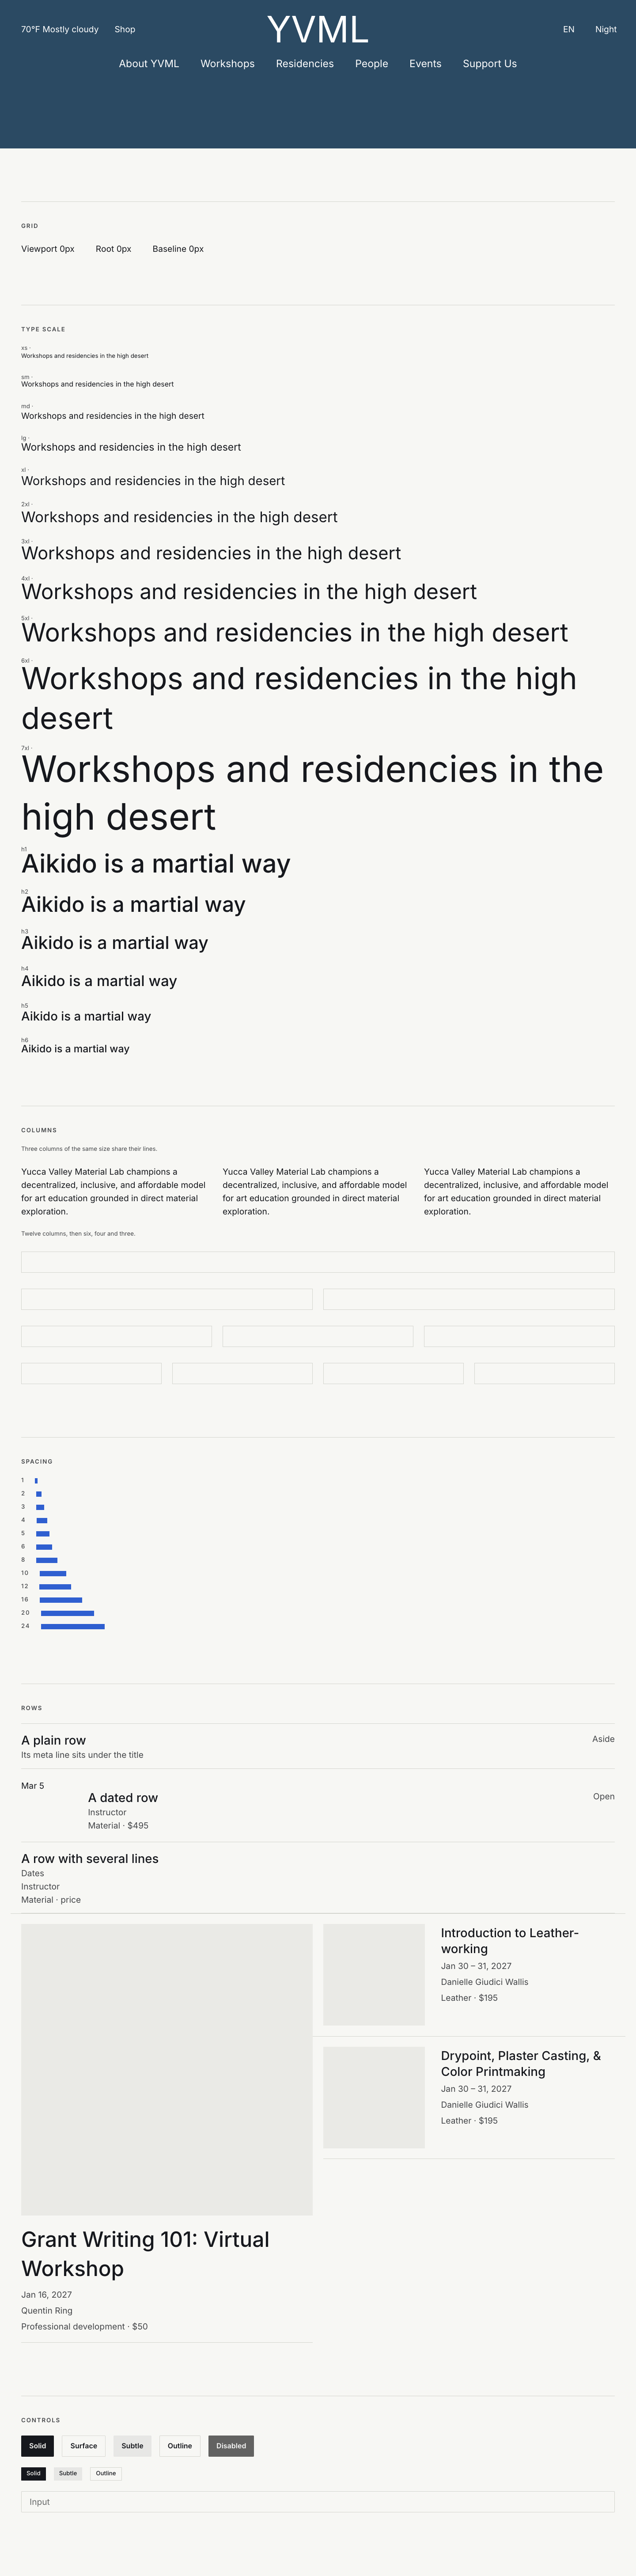 70°F Mostly cloudy
Shop
YVML
EN
Night
About YVML
Workshops
Residencies
People
Events
Support Us
GRID
Viewport 0px
Root 0px
Baseline 0px
TYPE SCALE
xs ·
Workshops and residencies in the high desert
sm ·
Workshops and residencies in the high desert
md ·
Workshops and residencies in the high desert
lg ·
Workshops and residencies in the high desert
xl ·
Workshops and residencies in the high desert
2xl ·
Workshops and residencies in the high desert
3xl ·
Workshops and residencies in the high desert
4xl ·
Workshops and residencies in the high desert
5xl ·
Workshops and residencies in the high desert
6xl ·
Workshops and residencies in the high
desert
7xl ·
Workshops and residencies in the
high desert
h1
Aikido is a martial way
h2
Aikido is a martial way
h3
Aikido is a martial way
h4
Aikido is a martial way
h5
Aikido is a martial way
h6
Aikido is a martial way
COLUMNS
Three columns of the same size share their lines.
Yucca Valley Material Lab champions a
decentralized, inclusive, and affordable model
for art education grounded in direct material
exploration.
Yucca Valley Material Lab champions a
decentralized, inclusive, and affordable model
for art education grounded in direct material
exploration.
Yucca Valley Material Lab champions a
decentralized, inclusive, and affordable model
for art education grounded in direct material
exploration.
Twelve columns, then six, four and three.
SPACING
1
2
3
4
5
6
8
10
12
16
20
24
ROWS
A plain row
Its meta line sits under the title
Aside
Mar 5
A dated row
Instructor
Material · $495
Open
A row with several lines
Dates
Instructor
Material · price
Grant Writing 101: Virtual
Workshop
Jan 16, 2027
Quentin Ring
Professional development · $50
Introduction to Leather-
working
Jan 30 – 31, 2027
Danielle Giudici Wallis
Leather · $195
Drypoint, Plaster Casting, &
Color Printmaking
Jan 30 – 31, 2027
Danielle Giudici Wallis
Leather · $195
CONTROLS
Solid
Surface
Subtle
Outline
Disabled
Solid
Subtle
Outline
Input